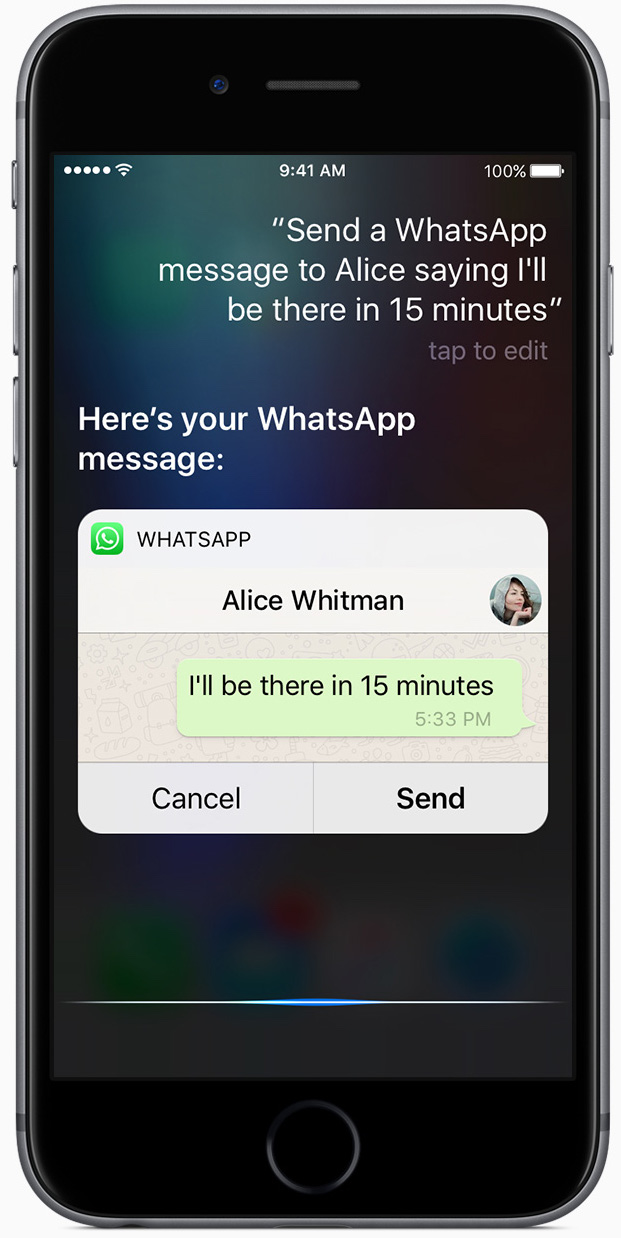 9:41 AM 100%
“Send a WhatsApp
message to Alice saying I'll
be there in 15 minutes”
tap to edit
Here’s your WhatsApp
message:
WHATSAPP
Alice Whitman
I'll be there in 15 minutes
5:33 PM
Cancel Send